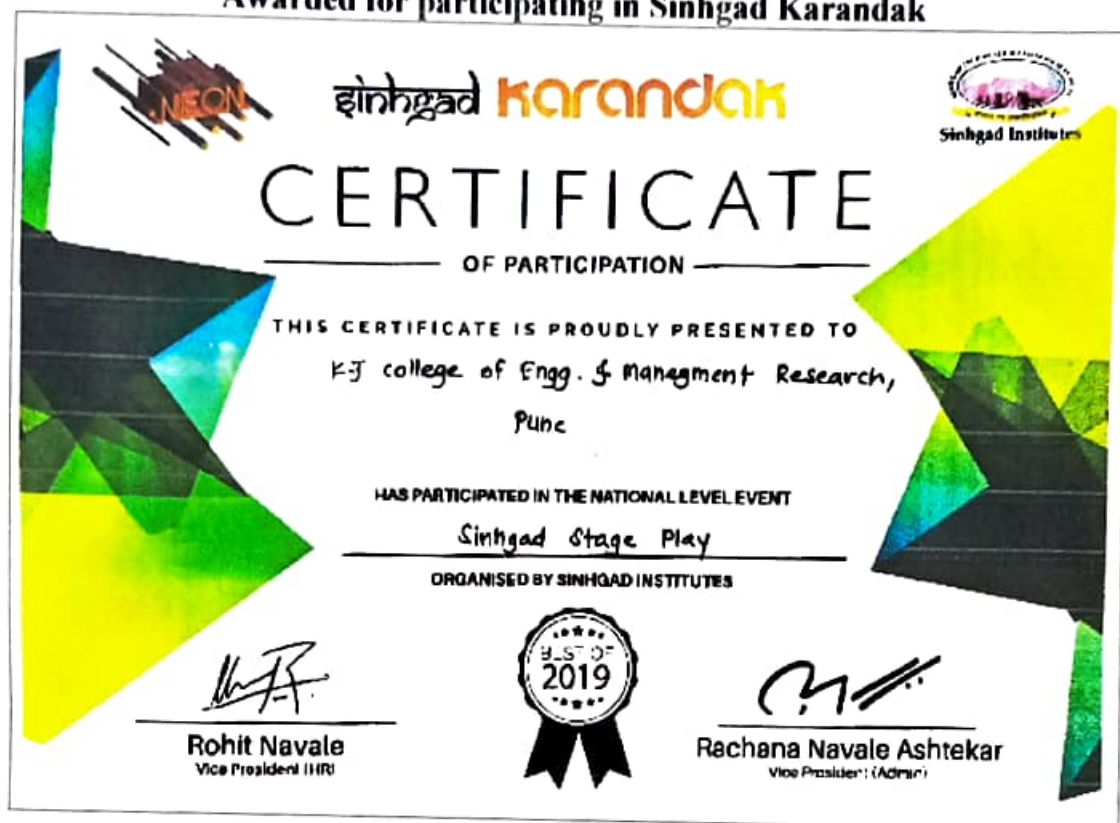 Awarded for participating in Sinhgad Karandak
NEON
sinhgad karandak
Sinhgad Institutes
CERTIFICATE
OF PARTICIPATION
THIS CERTIFICATE IS PROUDLY PRESENTED TO
K.J college of Engg. & Managment Research,
Pune
HAS PARTICIPATED IN THE NATIONAL LEVEL EVENT
Sinhgad Stage Play
ORGANISED BY SINHGAD INSTITUTES
BEST OF
2019
Rohit Navale
Vice President (HR)
Rachana Navale Ashtekar
Vice President (Admin)